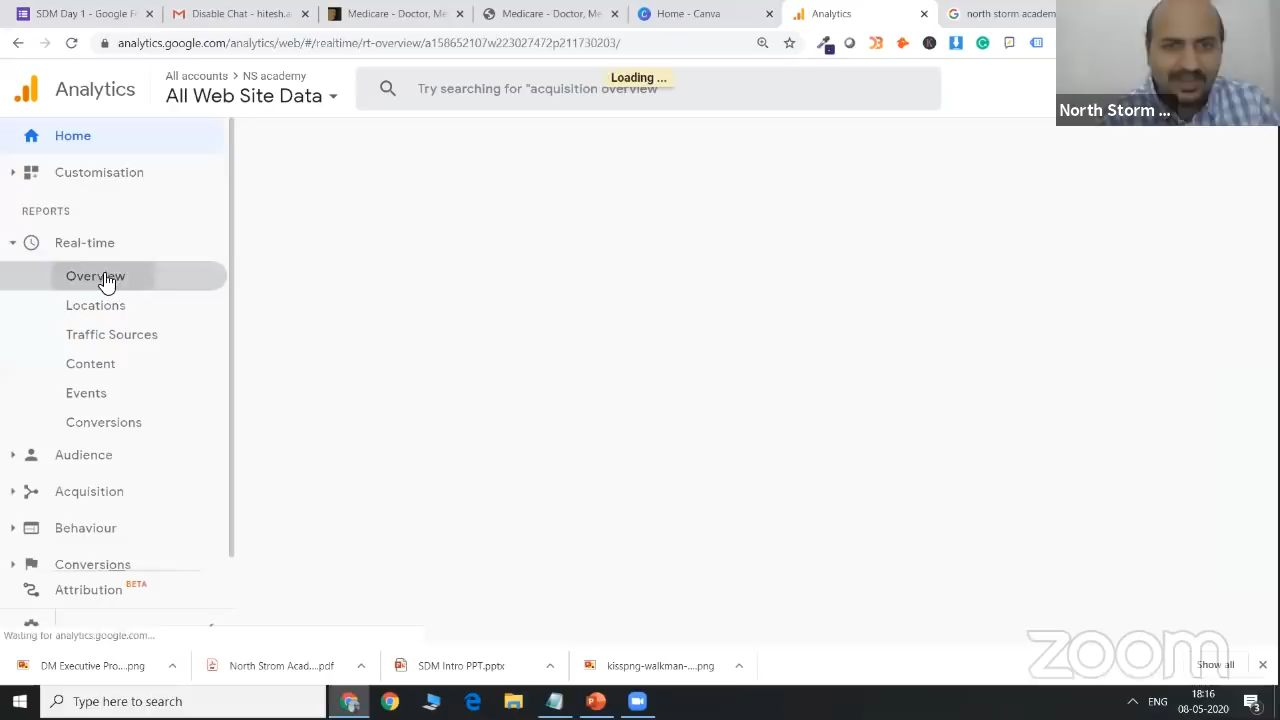 SDM Day I Form
Disable Chat - hitesh.a
Medicare - Doctor, Me
Medicare - Doctor, Me
Home - Canva
Analytics
north storm academ
analytics.google.com/analytics/web/#/realtime/rt-overview/a158652107w223027472p211730203/
Analytics
All accounts > NS academy
All Web Site Data
Try searching for "acquisition overview"
Loading ...
North Storm ...
Home
Customisation
REPORTS
Real-time
Overview
Locations
Traffic Sources
Content
Events
Conversions
Audience
Acquisition
Behaviour
Conversions
Attribution BETA
Waiting for analytics.google.com...
zoom
DM Executive Pro....png
North Strom Acad....pdf
SDM Intro PPT.pptx
kisspng-walkman-....png
Show all
Type here to search
ENG
18:16
08-05-2020
3